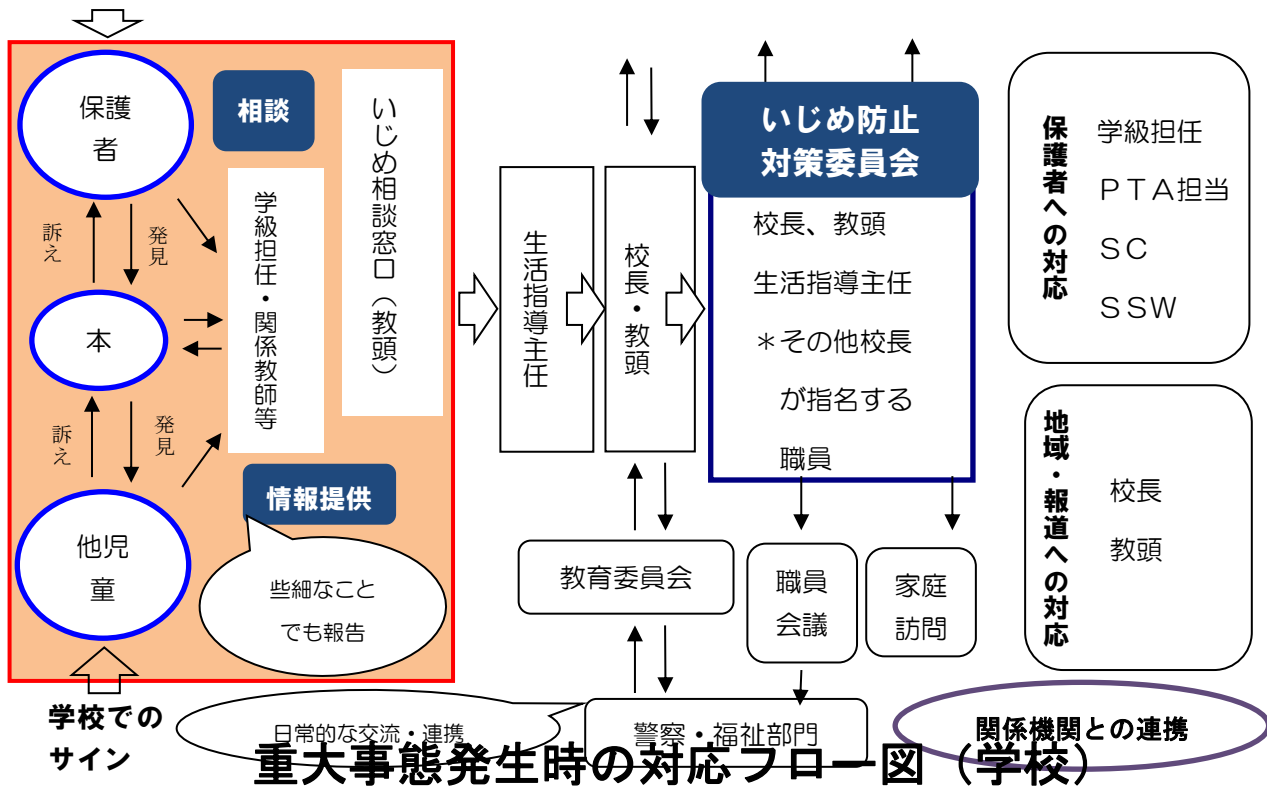 保護
者
相談
いじめ相談窓口（教頭）
学級担任・関係教師等
訴え
発見
本
訴え
発見
情報提供
他児
童
些細なこと
でも報告
学校での
サイン
日常的な交流・連携
生活指導主任
校長・教頭
いじめ防止
対策委員会
校長、教頭
生活指導主任
＊その他校長
が指名する
職員
教育委員会
職員
会議
家庭
訪問
警察・福祉部門
保護者への対応
学級担任
ＰＴＡ担当
ＳＣ
ＳＳＷ
地域・報道への対応
校長
教頭
関係機関との連携
重大事態発生時の対応フロー図（学校）